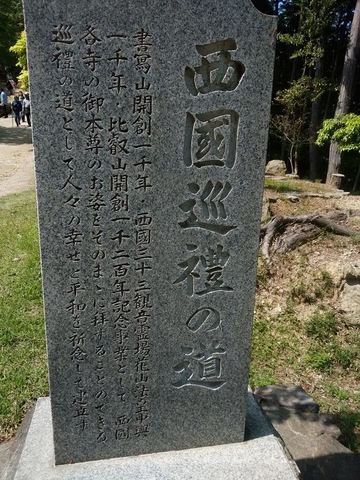 西國巡禮の道
書寫山開創一千年・西國三十三観音霊場花山法皇中興
一千年・比叡山開創一千二百年記念事業として 西國
各寺の御本尊のお姿をそのまゝに拝することのできる
巡禮の道として人々の幸せと平和を祈念して建立す